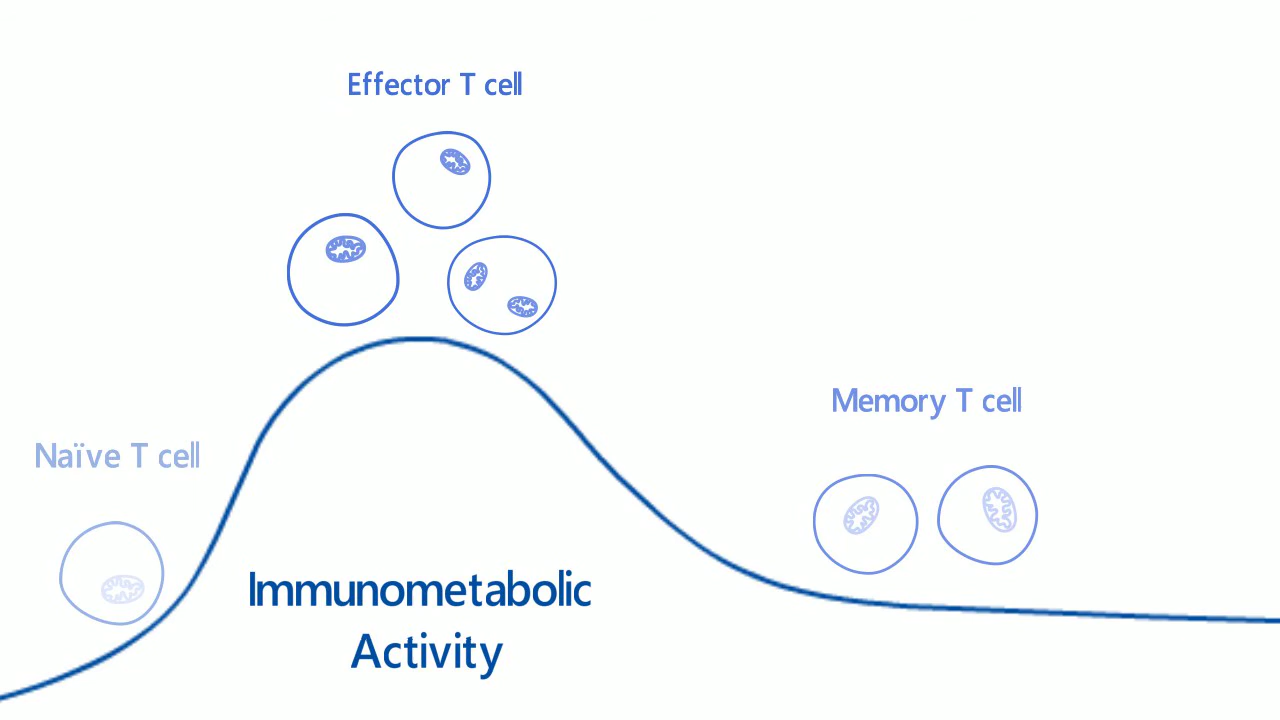 Effector T cell
Memory T cell
Naïve T cell
Immunometabolic
Activity